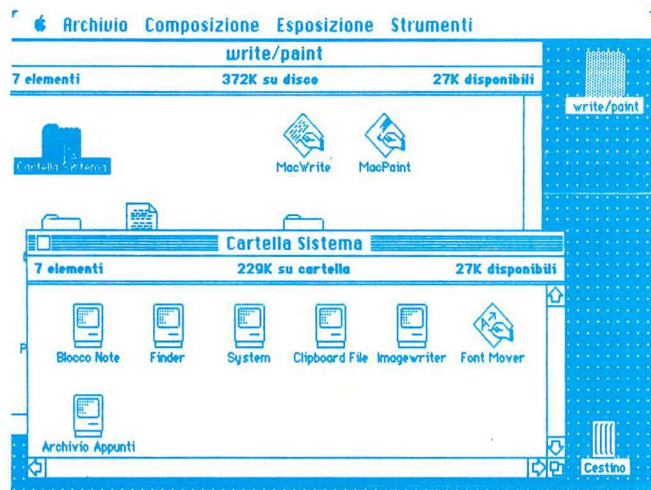 Archivio Composizione Esposizione Strumenti
write/paint
7 elementi 372K su disco 27K disponibili
write/paint
Cartella Sistema
MacWrite MacPaint
Cartella Sistema
7 elementi 229K su cartella 27K disponibili
P
Blocco Note Finder System Clipboard File Imagewriter Font Mover
Archivio Appunti
Cestino